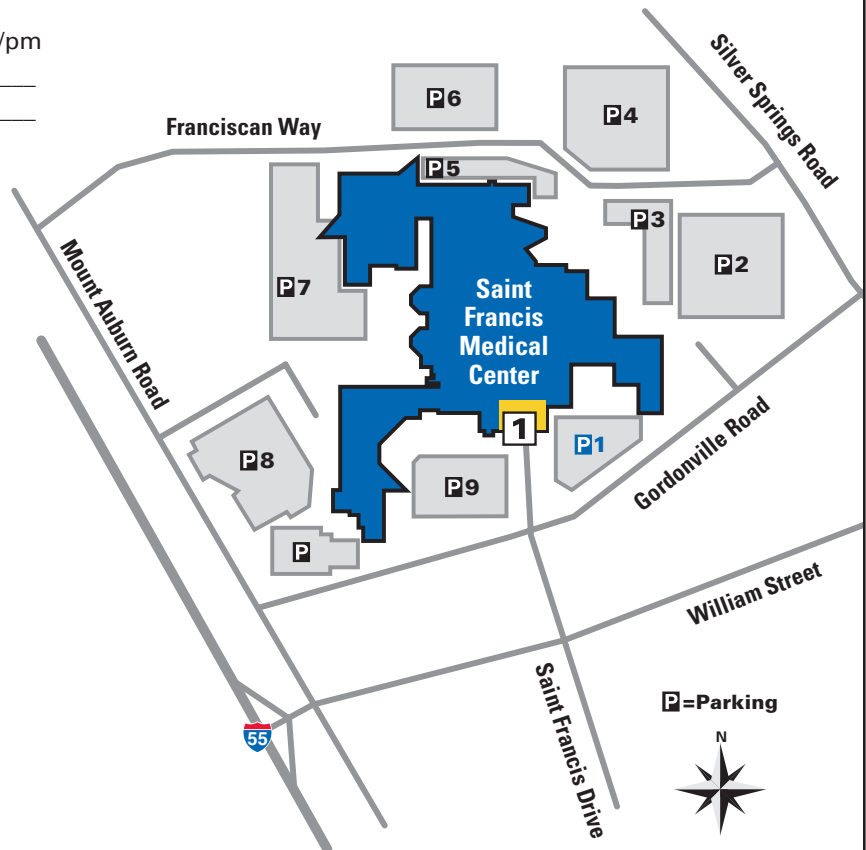 /pm
Silver Springs Road
P6
P4
Franciscan Way
P5
P3
P2
Mount Auburn Road
P7
Saint
Francis
Medical
Center
1
P1
Gordonville Road
P8
P9
P
William Street
Saint Francis Drive
P=Parking
55
N